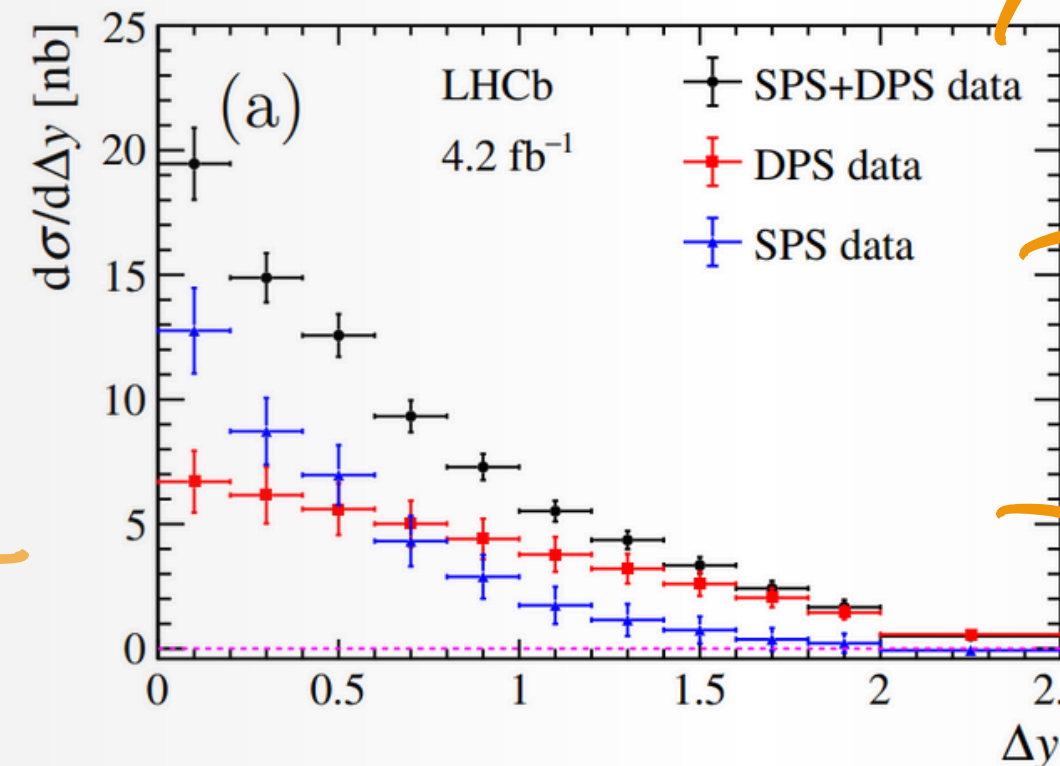 dσ/dΔy [nb]
25
20
15
10
5
0
(a)
LHCb
4.2 fb⁻¹
SPS+DPS data
DPS data
SPS data
0 0.5 1 1.5 2 2.
Δy